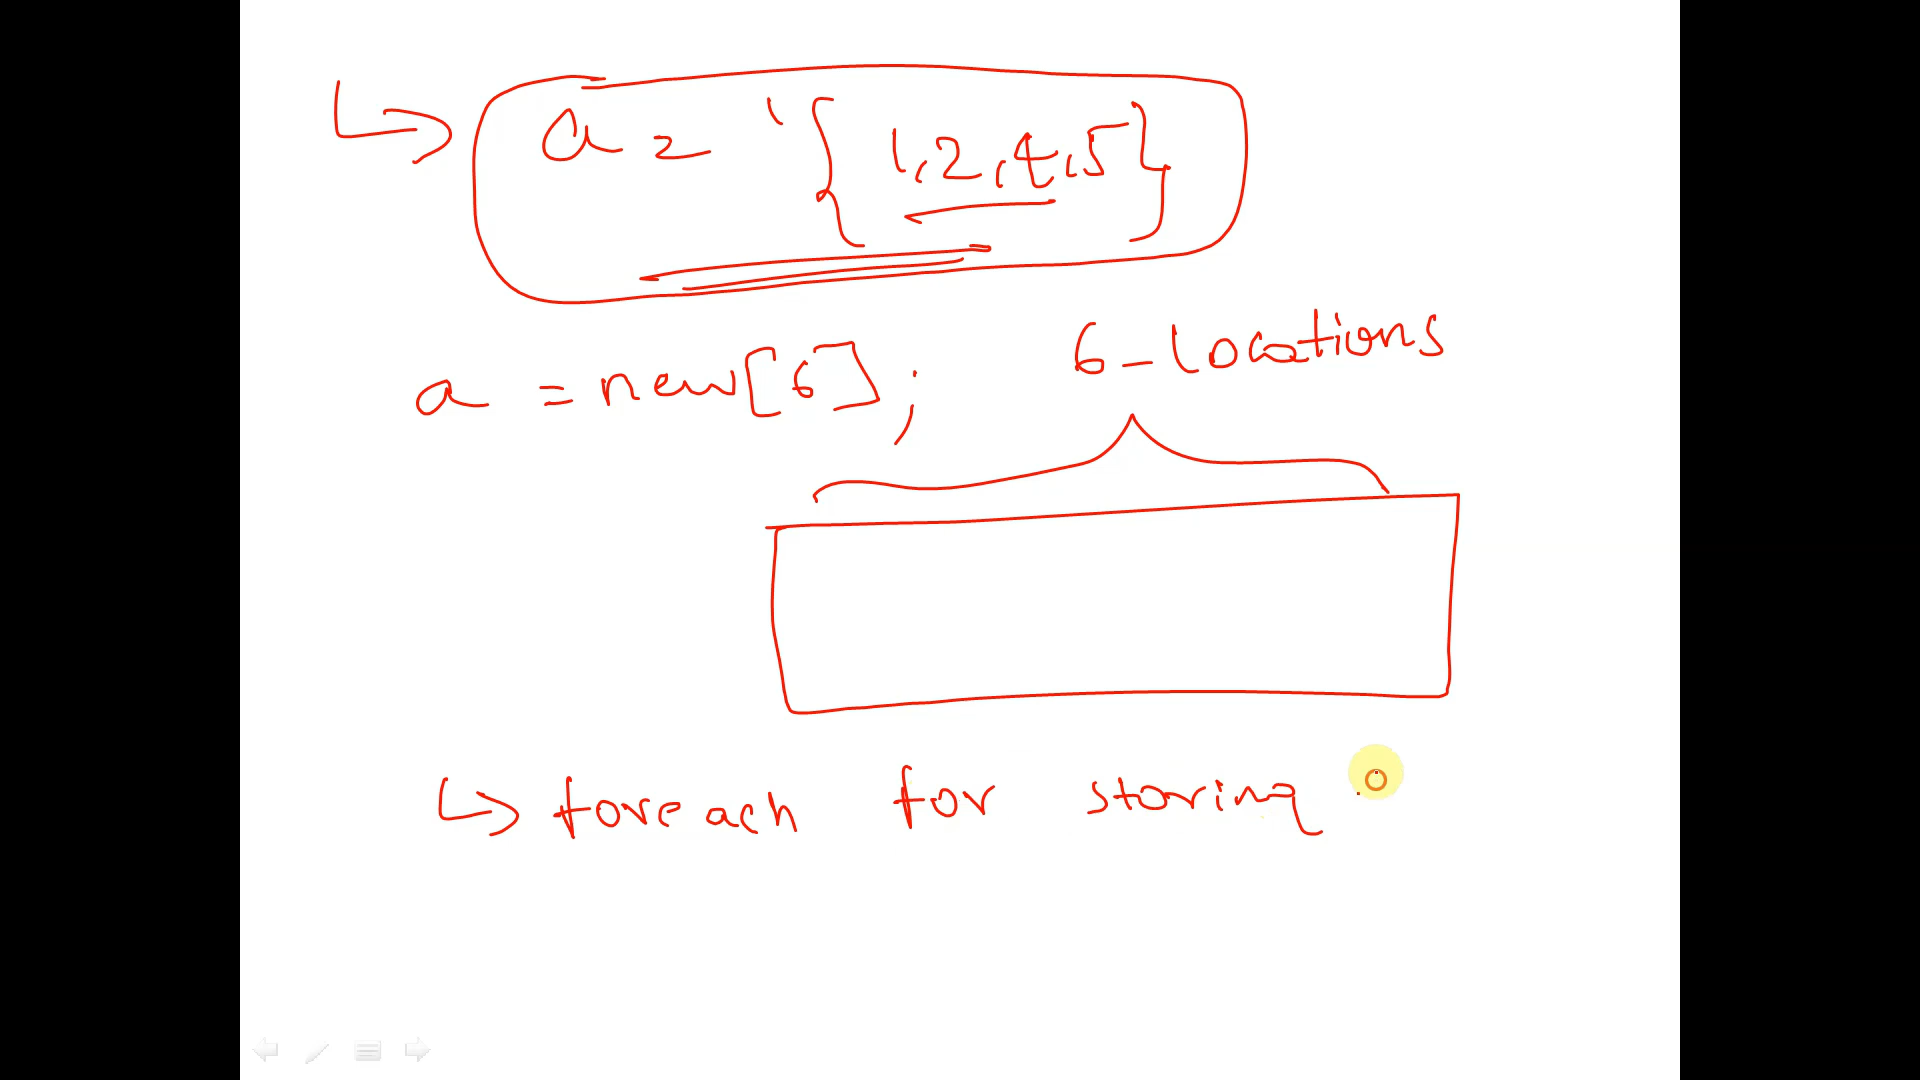 a = '{1,2,4,5}
a = new[6];
6-locations
foreach for storing